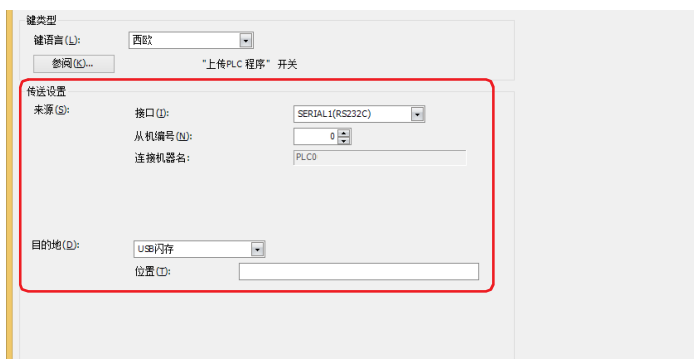 键类型
键语言(L): 西欧
参阅(K)... "上传PLC 程序" 开关
传送设置
来源(S): 接口(I): SERIAL1(RS232C)
从机编号(N): 0
连接机器名: PLC0
目的地(D): USB闪存
位置(T):